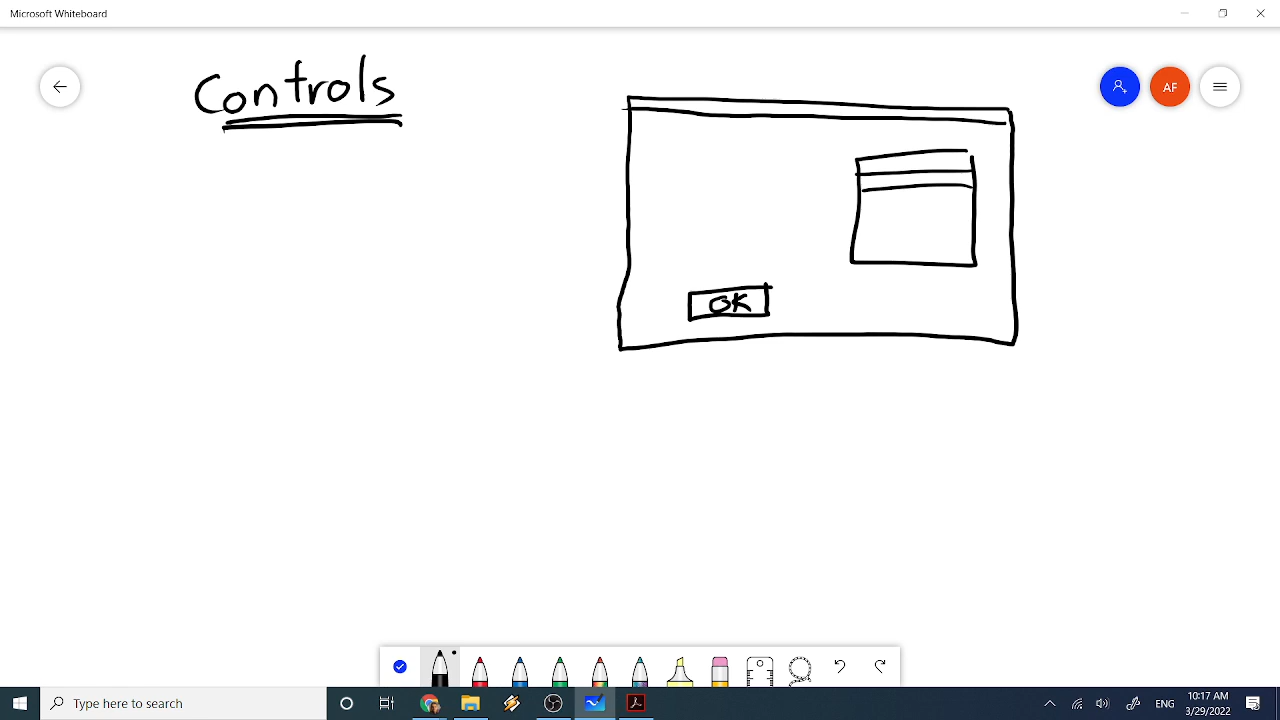 Microsoft Whiteboard
Controls
AF
OK
Type here to search
ENG
10:17 AM
3/29/2022